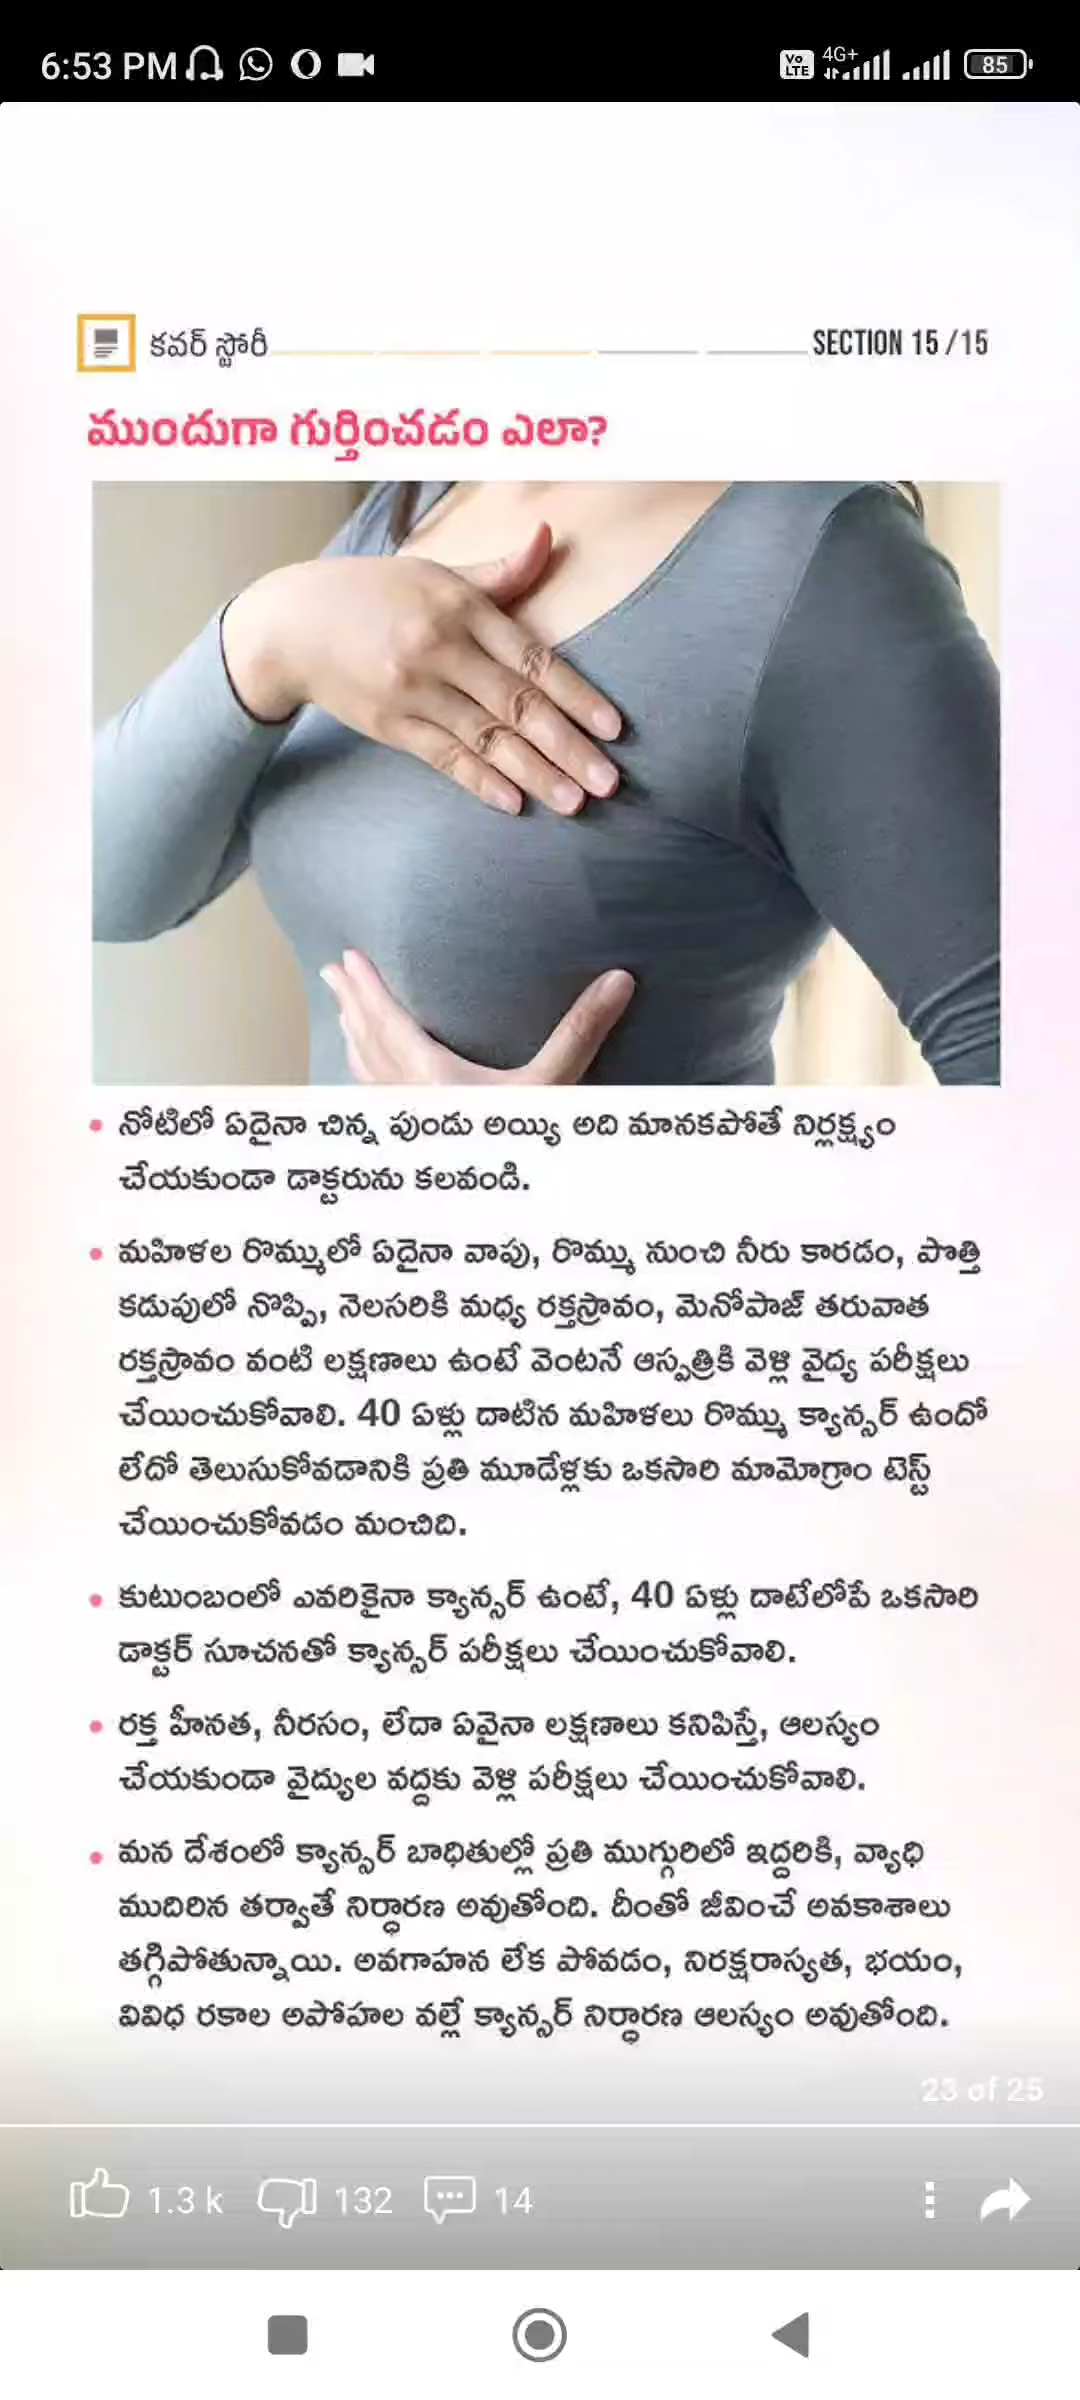 6:53 PM
Vo LTE 4G+ 85
కవర్ స్టోరీ SECTION 15 /15
ముందుగా గుర్తించడం ఎలా?
• నోటిలో ఏదైనా చిన్న పుండు అయ్యి అది మానకపోతే నిర్లక్ష్యం
చేయకుండా డాక్టరును కలవండి.
• మహిళల రొమ్ములో ఏదైనా వాపు, రొమ్ము నుంచి నీరు కారడం, పొత్తి
కడుపులో నొప్పి, నెలసరికి మధ్య రక్తస్రావం, మెనోపాజ్ తరువాత
రక్తస్రావం వంటి లక్షణాలు ఉంటే వెంటనే ఆస్పత్రికి వెళ్లి వైద్య పరీక్షలు
చేయించుకోవాలి. 40 ఏళ్లు దాటిన మహిళలు రొమ్ము క్యాన్సర్ ఉందో
లేదో తెలుసుకోవడానికి ప్రతి మూడేళ్లకు ఒకసారి మామోగ్రాం టెస్ట్
చేయించుకోవడం మంచిది.
• కుటుంబంలో ఎవరికైనా క్యాన్సర్ ఉంటే, 40 ఏళ్లు దాటేలోపే ఒకసారి
డాక్టర్ సూచనతో క్యాన్సర్ పరీక్షలు చేయించుకోవాలి.
• రక్త హీనత, నీరసం, లేదా ఏవైనా లక్షణాలు కనిపిస్తే, ఆలస్యం
చేయకుండా వైద్యుల వద్దకు వెళ్లి పరీక్షలు చేయించుకోవాలి.
• మన దేశంలో క్యాన్సర్ బాధితుల్లో ప్రతి ముగ్గురిలో ఇద్దరికి, వ్యాధి
ముదిరిన తర్వాతే నిర్ధారణ అవుతోంది. దీంతో జీవించే అవకాశాలు
తగ్గిపోతున్నాయి. అవగాహన లేక పోవడం, నిరక్షరాస్యత, భయం,
వివిధ రకాల అపోహల వల్లే క్యాన్సర్ నిర్ధారణ ఆలస్యం అవుతోంది.
23 of 25
1.3 k 132 14